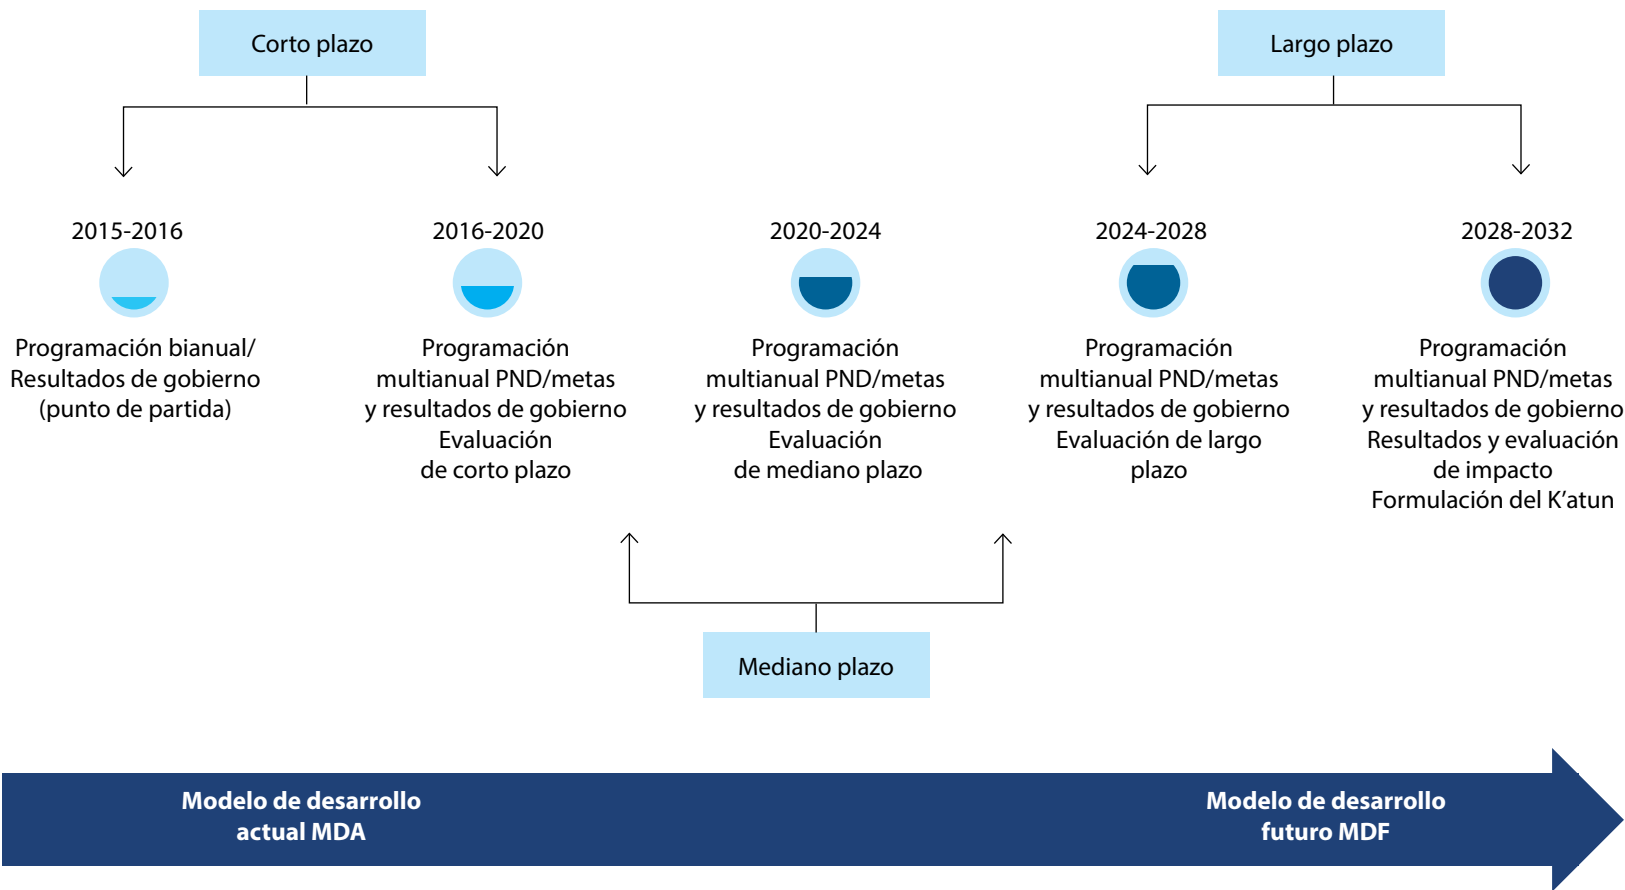 Corto plazo
Largo plazo
2015-2016
Programación bianual/
Resultados de gobierno
(punto de partida)
2016-2020
Programación
multianual PND/metas
y resultados de gobierno
Evaluación
de corto plazo
2020-2024
Programación
multianual PND/metas
y resultados de gobierno
Evaluación
de mediano plazo
2024-2028
Programación
multianual PND/metas
y resultados de gobierno
Evaluación de largo
plazo
2028-2032
Programación
multianual PND/metas
y resultados de gobierno
Resultados y evaluación
de impacto
Formulación del K’atun
Mediano plazo
Modelo de desarrollo
actual MDA
Modelo de desarrollo
futuro MDF